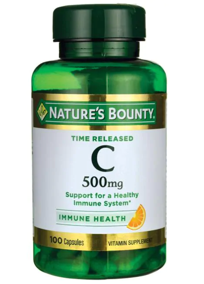 NATURE'S BOUNTY
TIME RELEASED
C
500mg
Support for a Healthy
Immune System*
IMMUNE HEALTH
100 Capsules
VITAMIN SUPPLEMENT